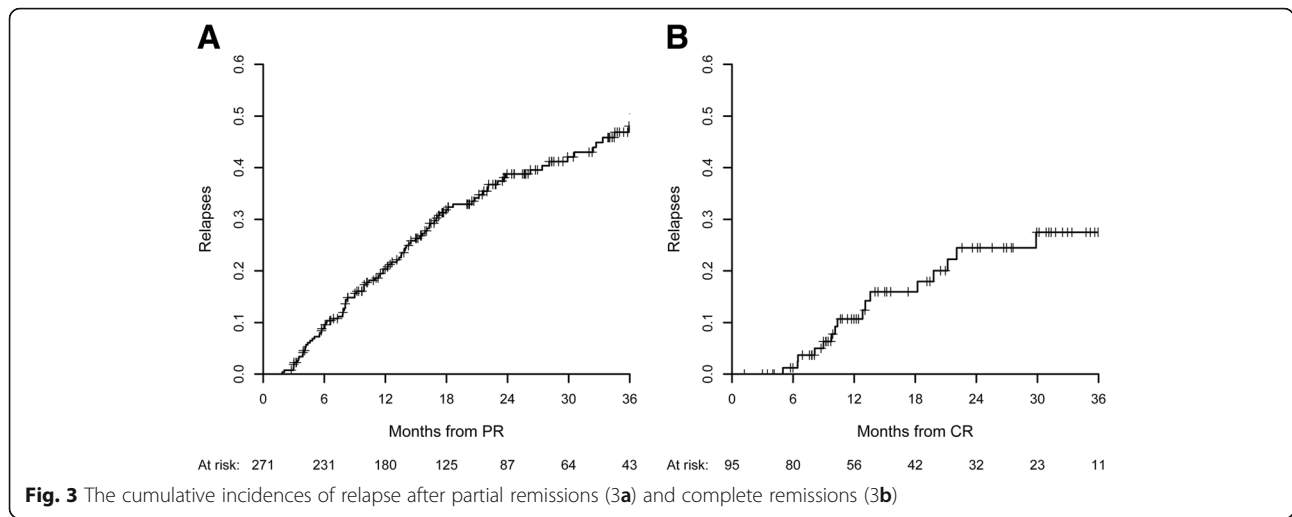 A
B
0.6
0.5
0.4
0.3
0.2
0.1
0.0
Relapses
0 6 12 18 24 30 36
Months from PR
At risk: 271 231 180 125 87 64 43
0.6
0.5
0.4
0.3
0.2
0.1
0.0
Relapses
0 6 12 18 24 30 36
Months from CR
At risk: 95 80 56 42 32 23 11
Fig. 3 The cumulative incidences of relapse after partial remissions (3a) and complete remissions (3b)